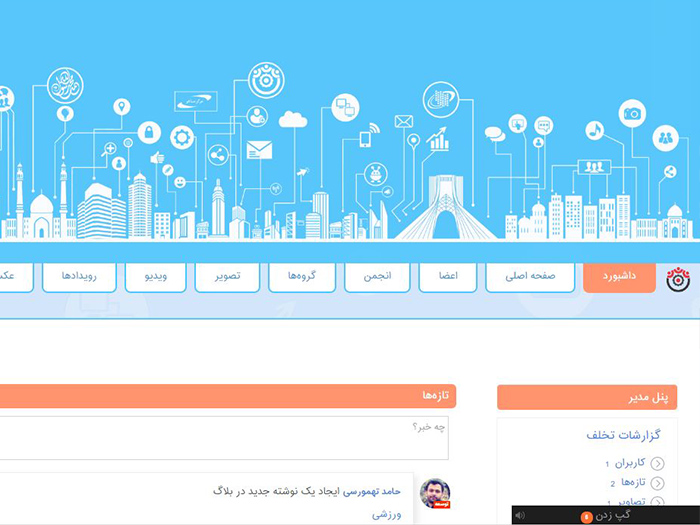 داشبورد
صفحه اصلی
اعضا
انجمن
گروه‌ها
تصویر
ویدیو
رویدادها
عک
پنل مدیر
گزارشات تخلف
کاربران 1
تازه‌ها 2
تصاویر 1
تازه‌ها
چه خبر؟
حامد تهمورسی ایجاد یک نوشته جدید در بلاگ
ورزشی
گپ زدن